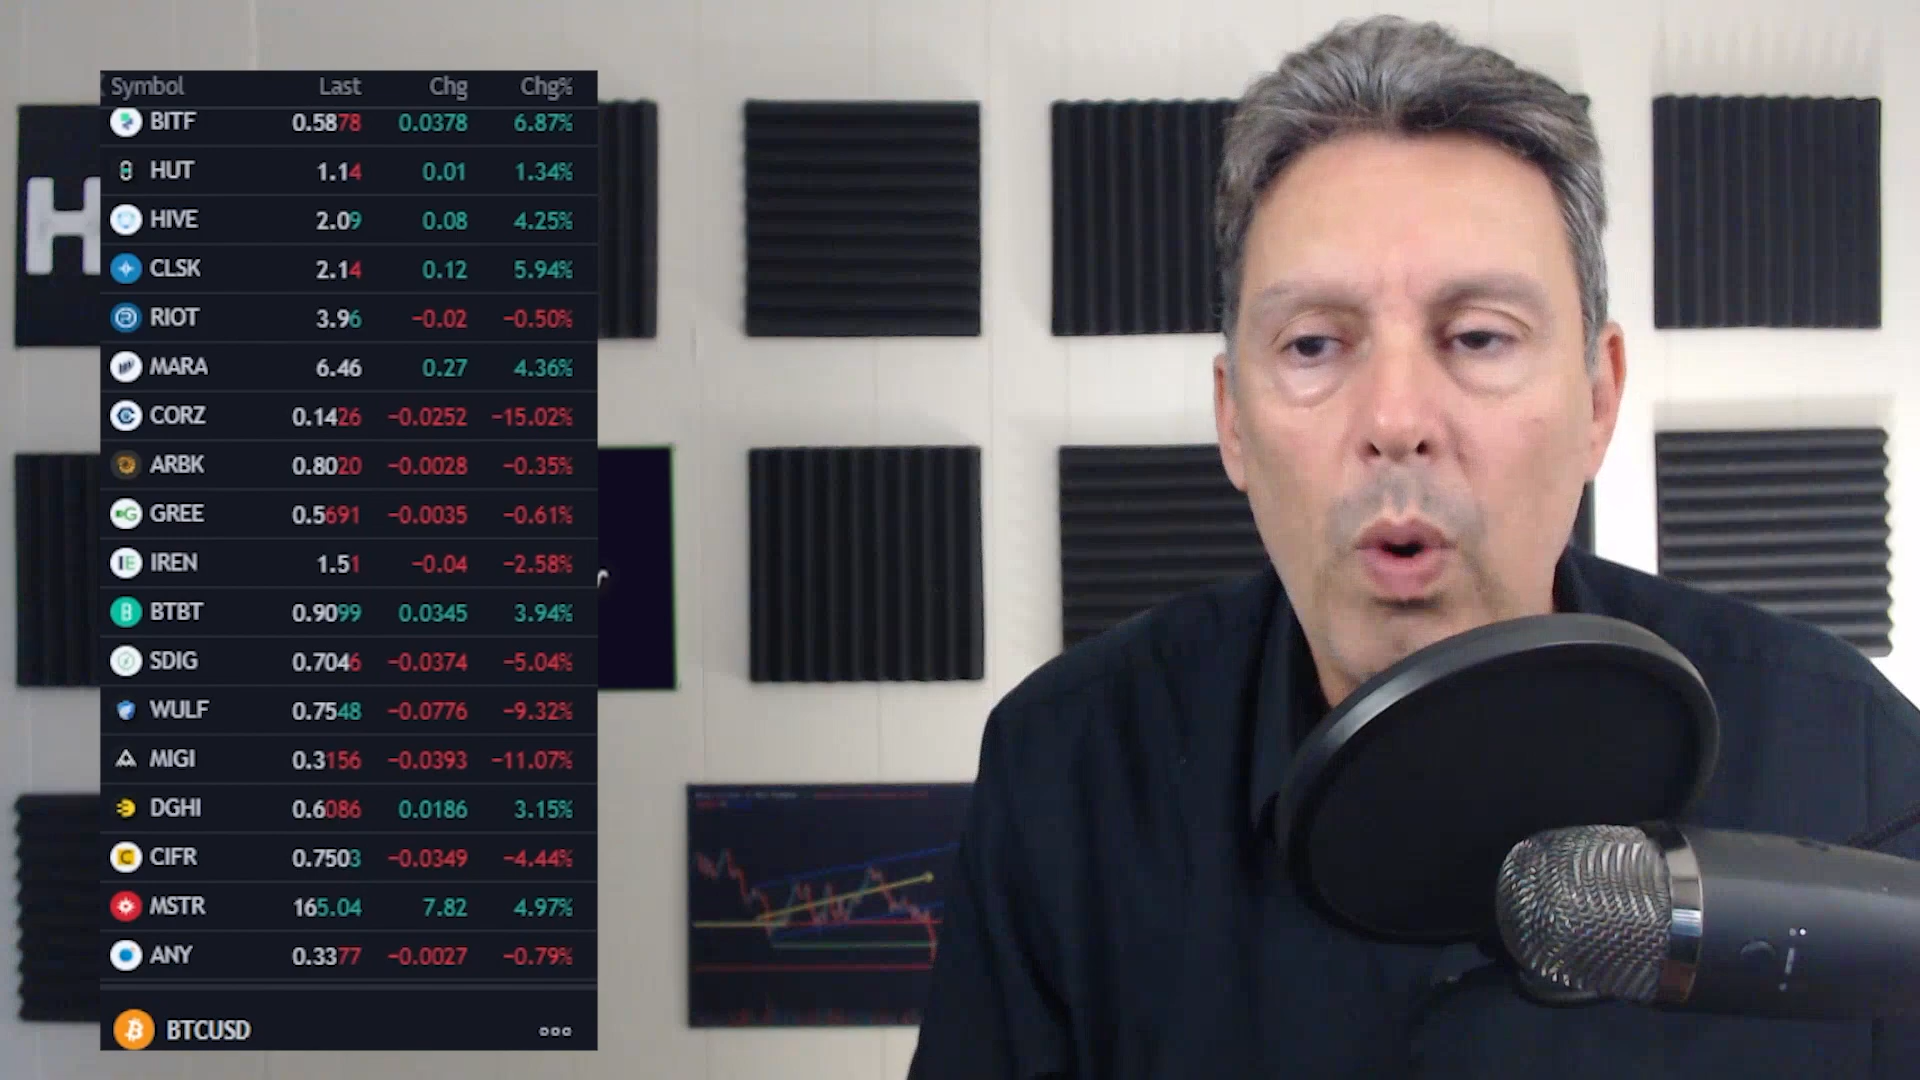 Symbol Last Chg Chg%
BITF 0.5878 0.0378 6.87%
HUT 1.14 0.01 1.34%
HIVE 2.09 0.08 4.25%
CLSK 2.14 0.12 5.94%
RIOT 3.96 −0.02 −0.50%
MARA 6.46 0.27 4.36%
CORZ 0.1426 −0.0252 −15.02%
ARBK 0.8020 −0.0028 −0.35%
GREE 0.5691 −0.0035 −0.61%
IREN 1.51 −0.04 −2.58%
BTBT 0.9099 0.0345 3.94%
SDIG 0.7046 −0.0374 −5.04%
WULF 0.7548 −0.0776 −9.32%
MIGI 0.3156 −0.0393 −11.07%
DGHI 0.6086 0.0186 3.15%
CIFR 0.7503 −0.0349 −4.44%
MSTR 165.04 7.82 4.97%
ANY 0.3377 −0.0027 −0.79%
BTCUSD
H